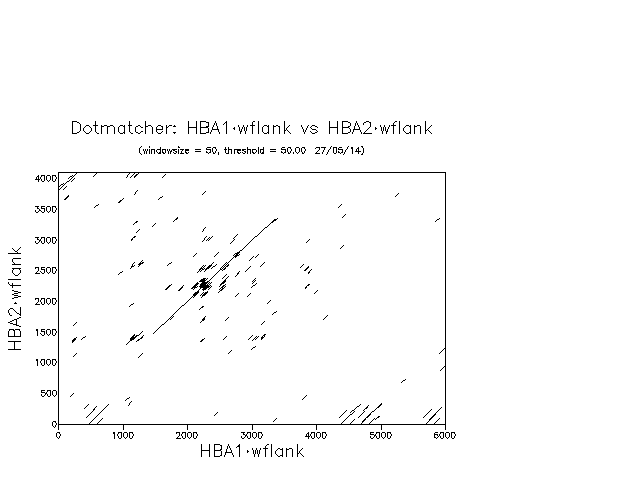 Dotmatcher: HBA1·wflank vs HBA2·wflank
(windowsize = 50, threshold = 50.00 27/05/14)
4000
3500
3000
2500
2000
1500
1000
500
0
HBA2·wflank
0 1000 2000 3000 4000 5000 6000
HBA1·wflank